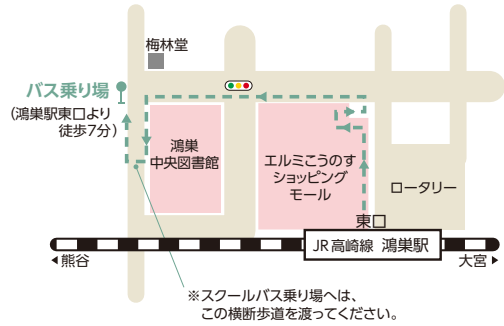 梅林堂
バス乗り場
(鴻巣駅東口より
徒歩7分)
鴻巣
中央図書館
エルミこうのす
ショッピング
モール
ロータリー
東口
JR高崎線 鴻巣駅
◀熊谷
大宮▶
※スクールバス乗り場へは、
この横断歩道を渡ってください。